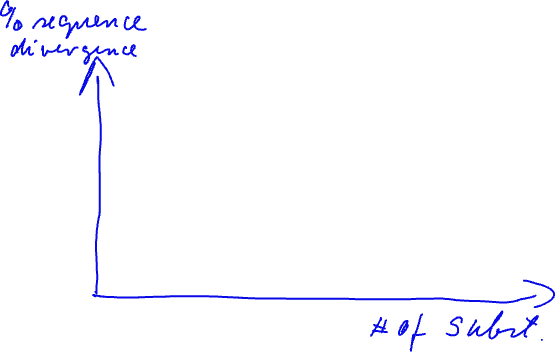 % sequence
divergence
# of subst.